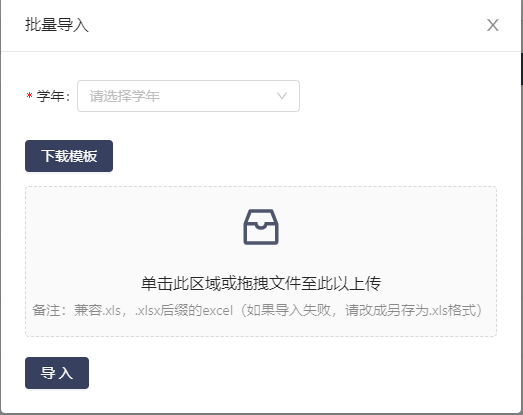 批量导入
* 学年: 请选择学年
下载模板
单击此区域或拖拽文件至此以上传
备注：兼容.xls，.xlsx后缀的excel（如果导入失败，请改成另存为.xls格式）
导 入